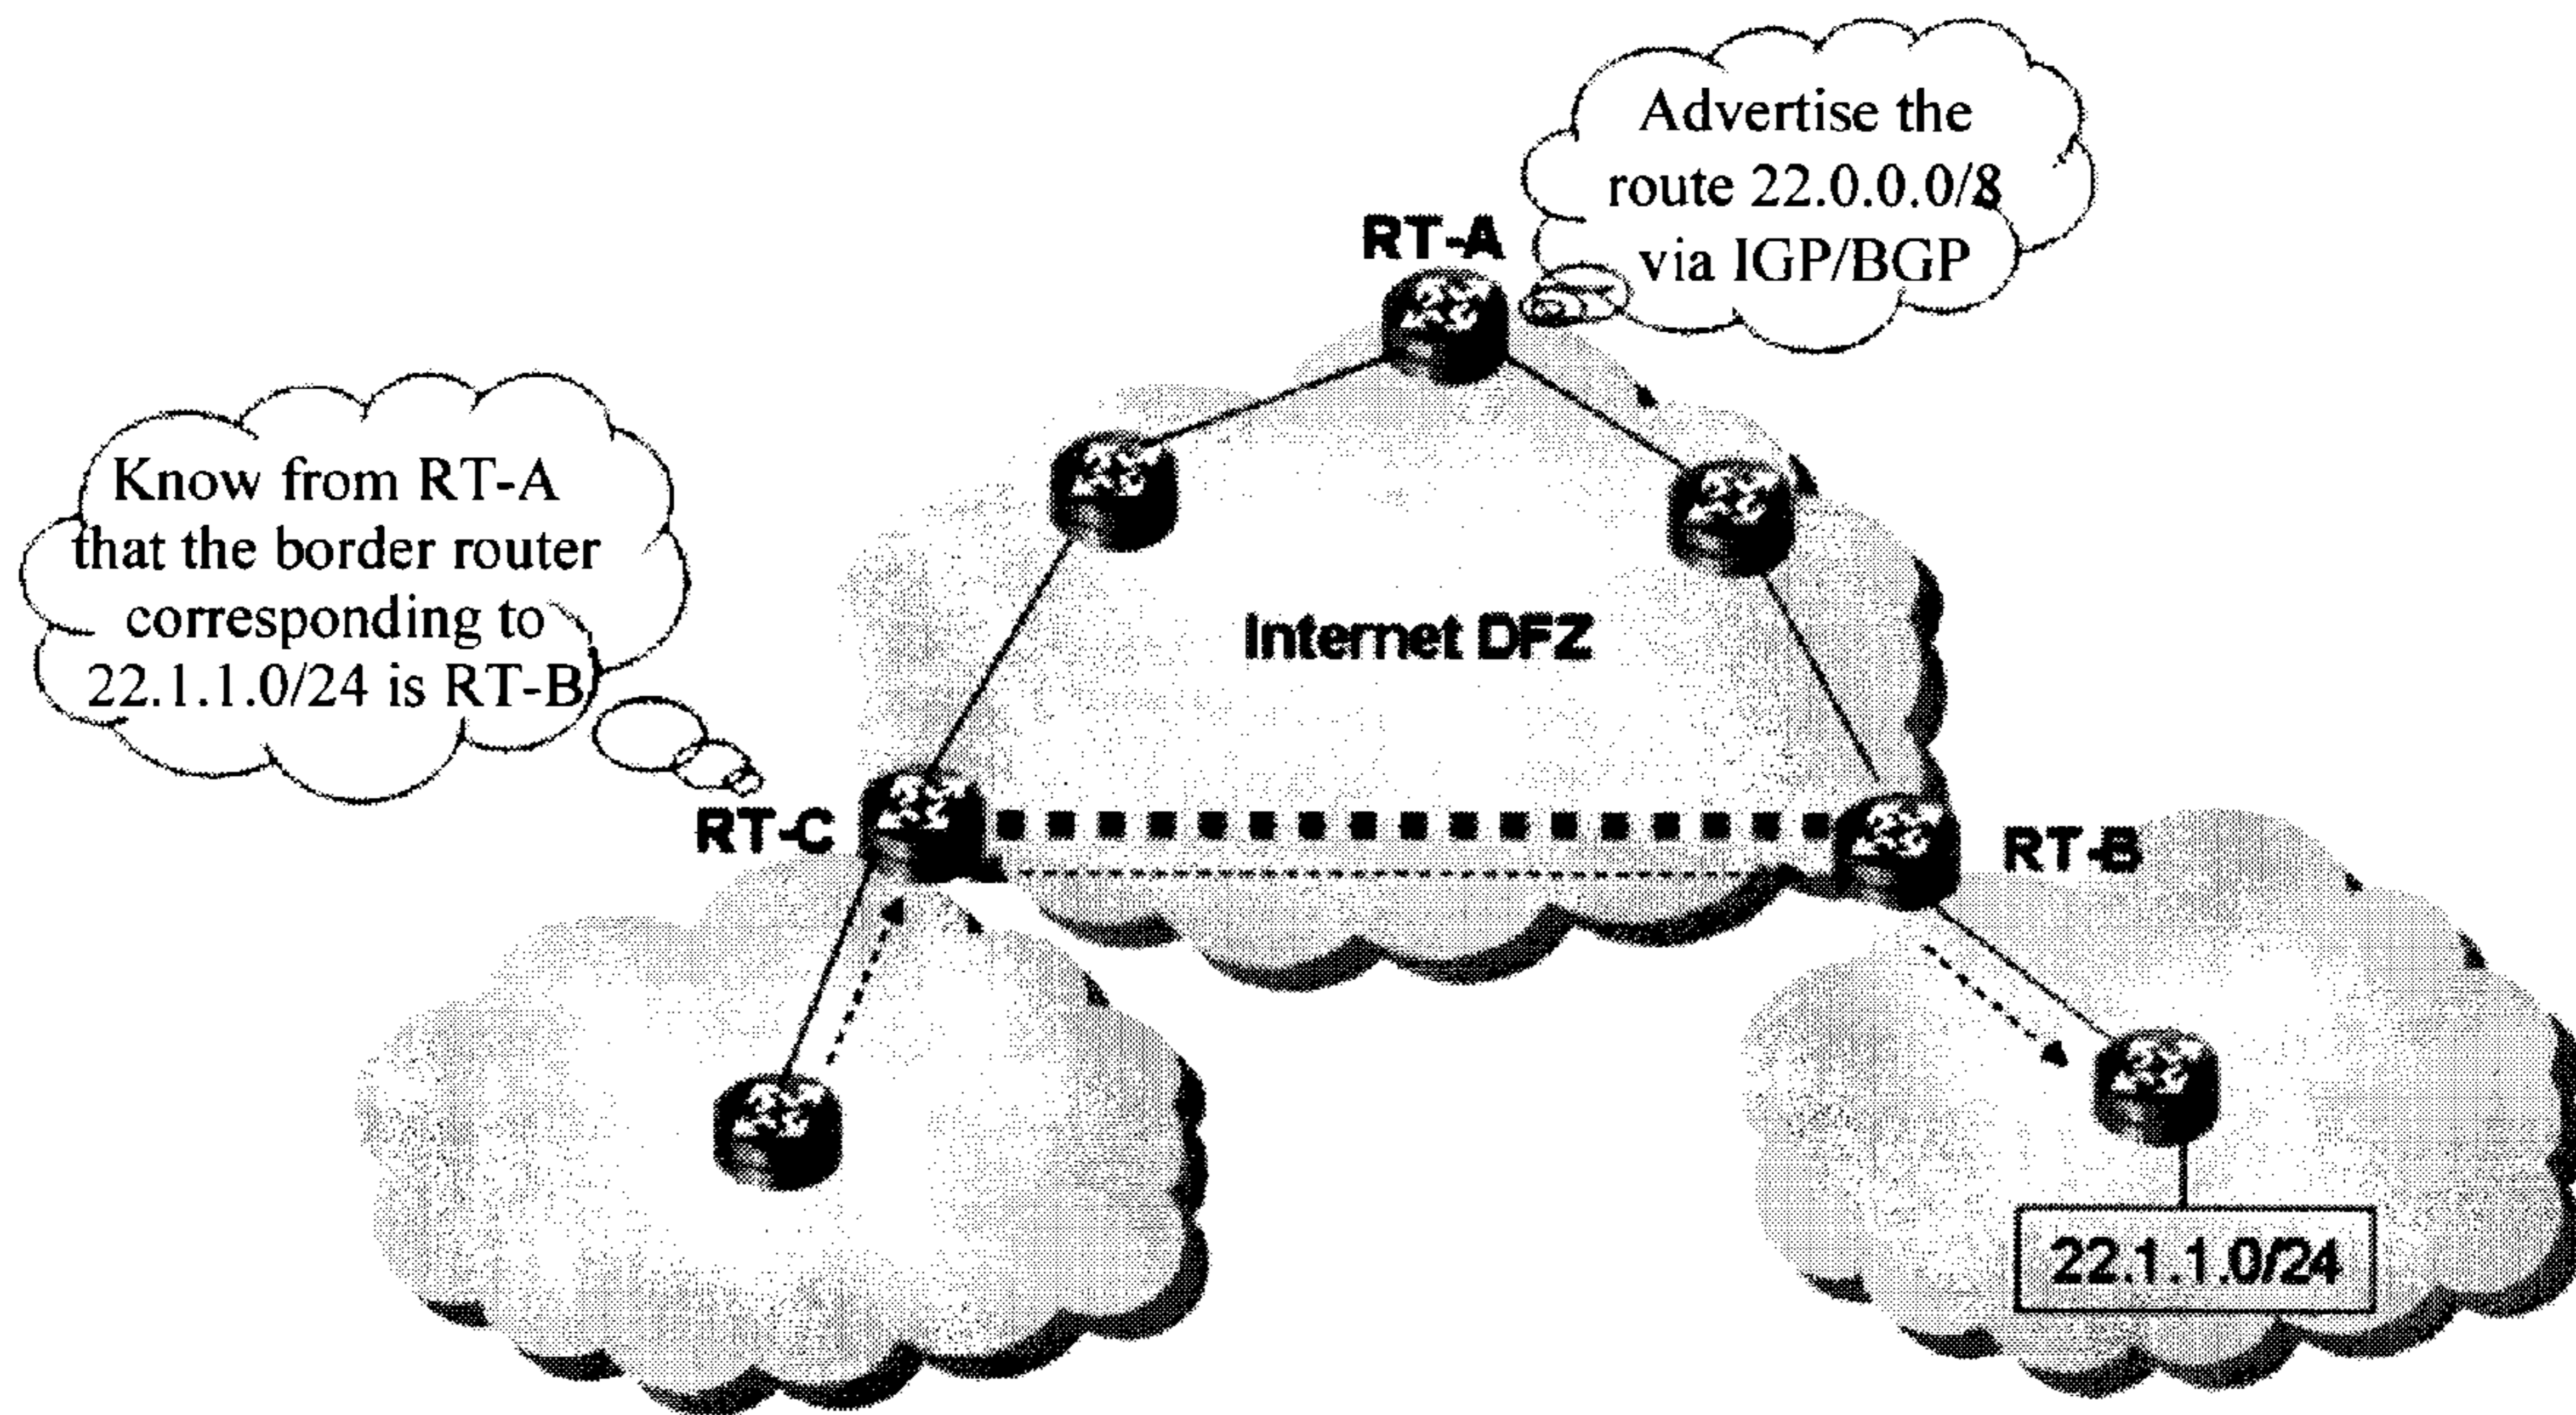 Advertise the
route 22.0.0.0/8
via IGP/BGP
RT-A
Know from RT-A
that the border router
corresponding to
22.1.1.0/24 is RT-B
Internet DFZ
RT-C
RT-B
22.1.1.0/24